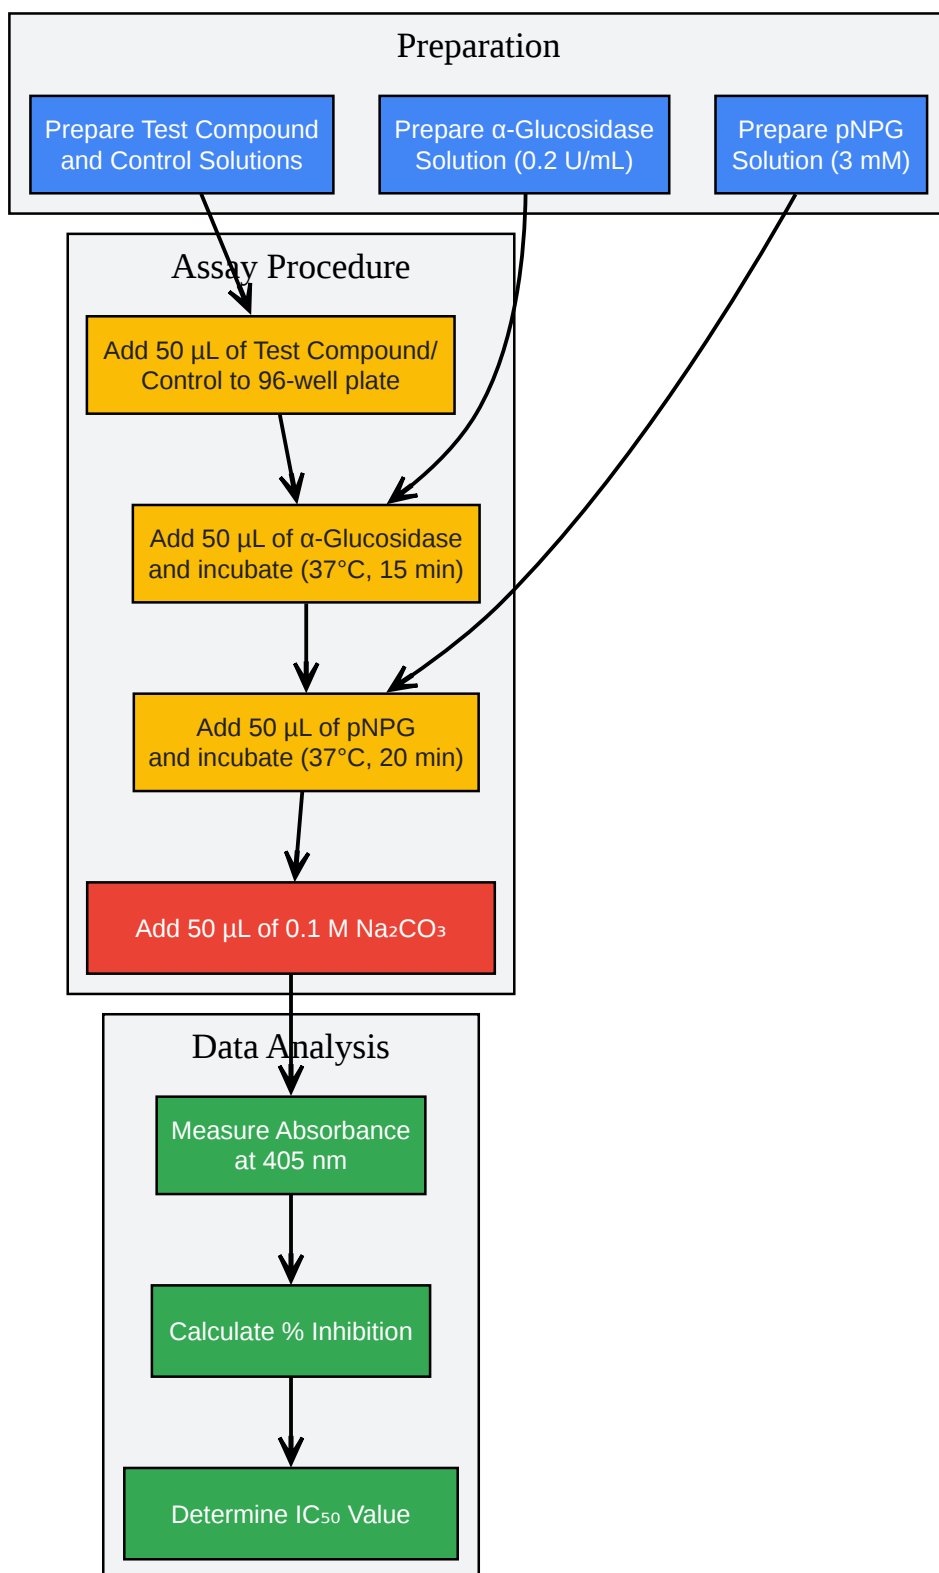 Preparation
Prepare Test Compound
and Control Solutions
Prepare α-Glucosidase
Solution (0.2 U/mL)
Prepare pNPG
Solution (3 mM)
Assay Procedure
Add 50 µL of Test Compound/
Control to 96-well plate
Add 50 µL of α-Glucosidase
and incubate (37°C, 15 min)
Add 50 µL of pNPG
and incubate (37°C, 20 min)
Add 50 µL of 0.1 M Na₂CO₃
Data Analysis
Measure Absorbance
at 405 nm
Calculate % Inhibition
Determine IC₅₀ Value